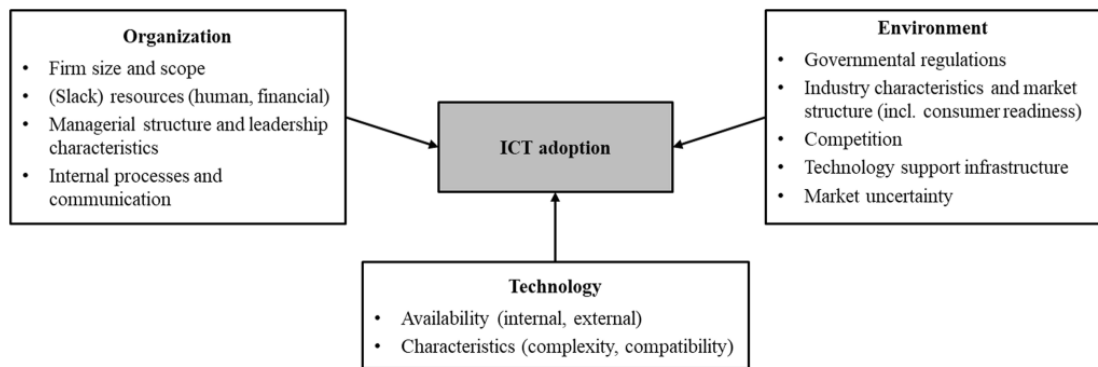 Organization
• Firm size and scope
• (Slack) resources (human, financial)
• Managerial structure and leadership
characteristics
• Internal processes and
communication
ICT adoption
Environment
• Governmental regulations
• Industry characteristics and market
structure (incl. consumer readiness)
• Competition
• Technology support infrastructure
• Market uncertainty
Technology
• Availability (internal, external)
• Characteristics (complexity, compatibility)